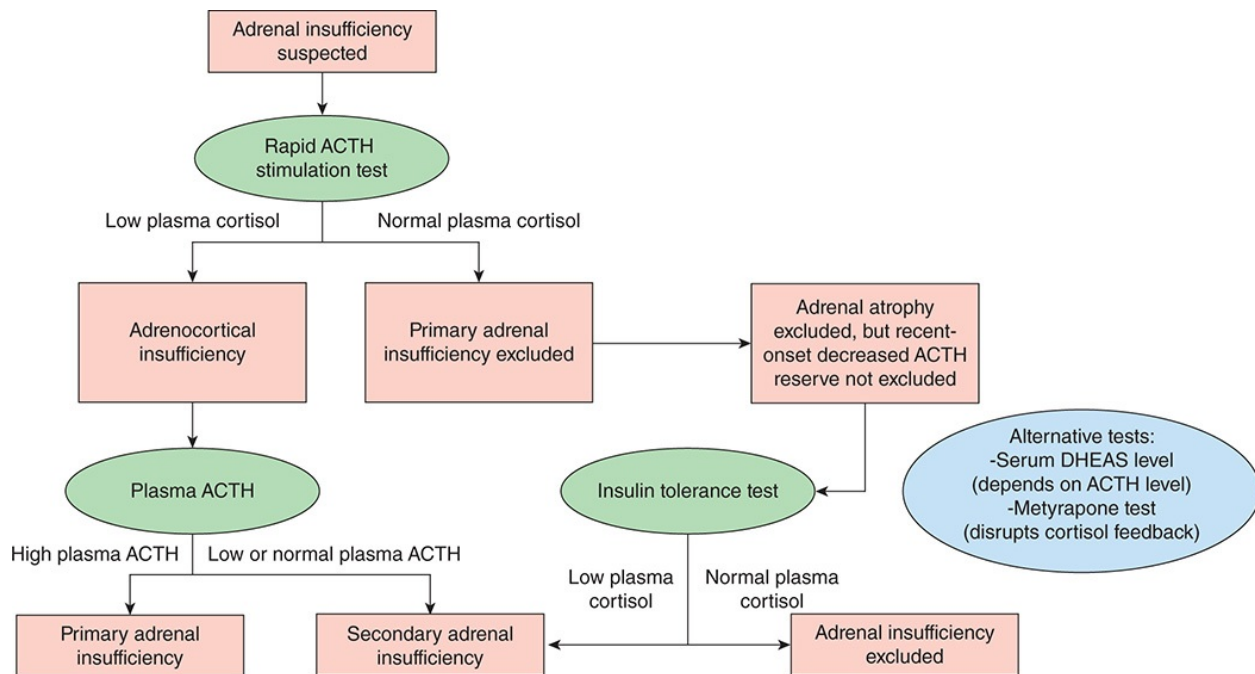 Adrenal insufficiency
suspected
Rapid ACTH
stimulation test
Low plasma cortisol
Normal plasma cortisol
Adrenocortical
insufficiency
Primary adrenal
insufficiency excluded
Adrenal atrophy
excluded, but recent-
onset decreased ACTH
reserve not excluded
Plasma ACTH
Insulin tolerance test
Alternative tests:
-Serum DHEAS level
(depends on ACTH level)
-Metyrapone test
(disrupts cortisol feedback)
High plasma ACTH
Low or normal plasma ACTH
Low plasma
cortisol
Normal plasma
cortisol
Primary adrenal
insufficiency
Secondary adrenal
insufficiency
Adrenal insufficiency
excluded